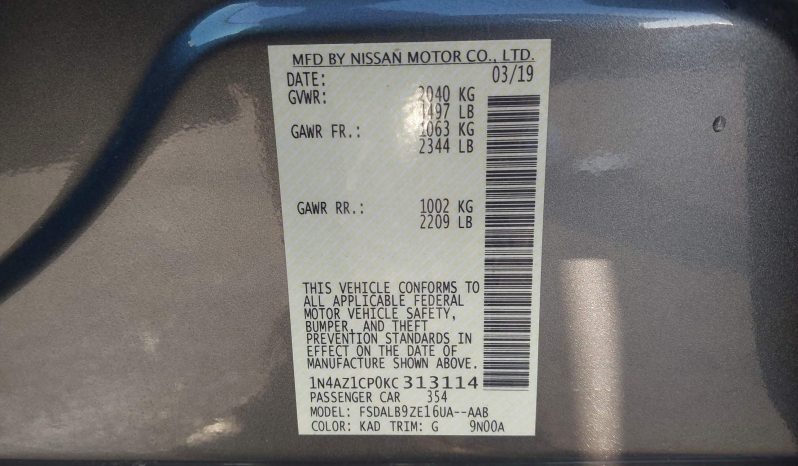 MFD BY NISSAN MOTOR CO., LTD.
DATE: 03/19
GVWR: 2040 KG
4497 LB
GAWR FR.: 1063 KG
2344 LB
GAWR RR.: 1002 KG
2209 LB
THIS VEHICLE CONFORMS TO
ALL APPLICABLE FEDERAL
MOTOR VEHICLE SAFETY,
BUMPER, AND THEFT
PREVENTION STANDARDS IN
EFFECT ON THE DATE OF
MANUFACTURE SHOWN ABOVE.
1N4AZ1CP0KC313114
PASSENGER CAR 354
MODEL: FSDALB9ZE16UA--AAB
COLOR: KAD TRIM: G 9N00A